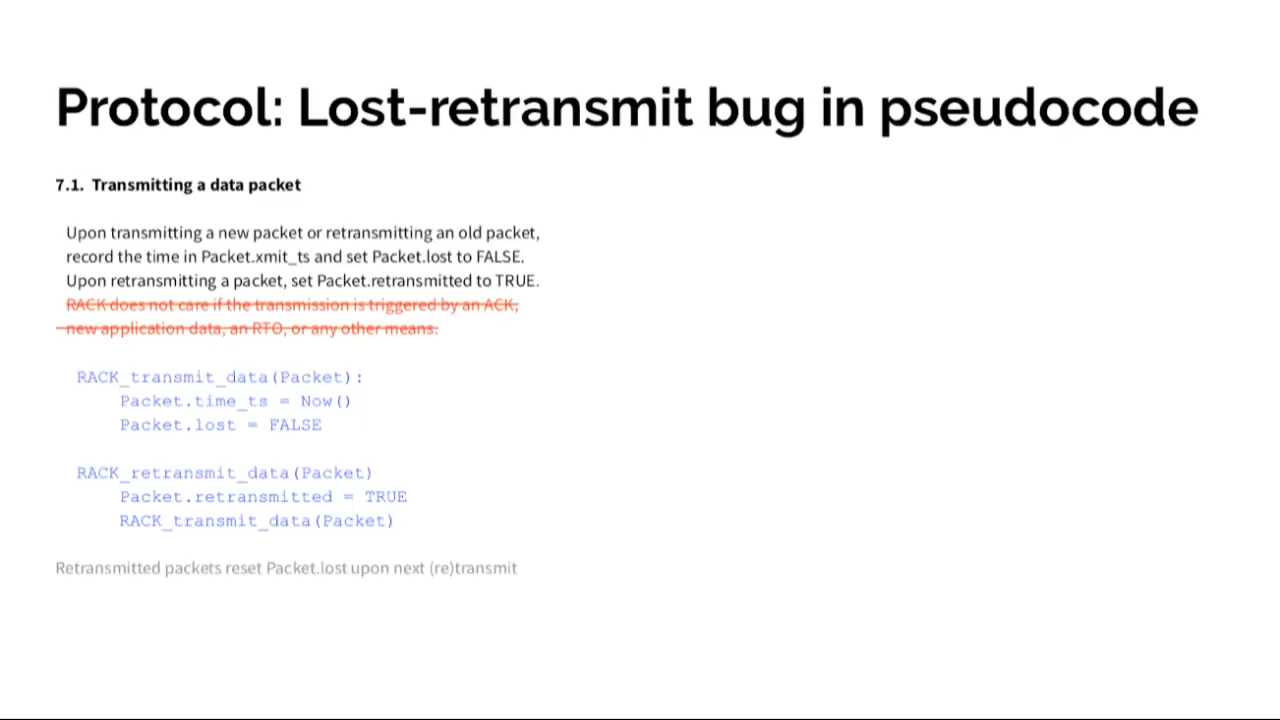 Protocol: Lost-retransmit bug in pseudocode
7.1. Transmitting a data packet
Upon transmitting a new packet or retransmitting an old packet,
record the time in Packet.xmit_ts and set Packet.lost to FALSE.
Upon retransmitting a packet, set Packet.retransmitted to TRUE.
RACK does not care if the transmission is triggered by an ACK,
new application data, an RTO, or any other means.
RACK_transmit_data(Packet):
Packet.time_ts = Now()
Packet.lost = FALSE
RACK_retransmit_data(Packet)
Packet.retransmitted = TRUE
RACK_transmit_data(Packet)
Retransmitted packets reset Packet.lost upon next (re)transmit